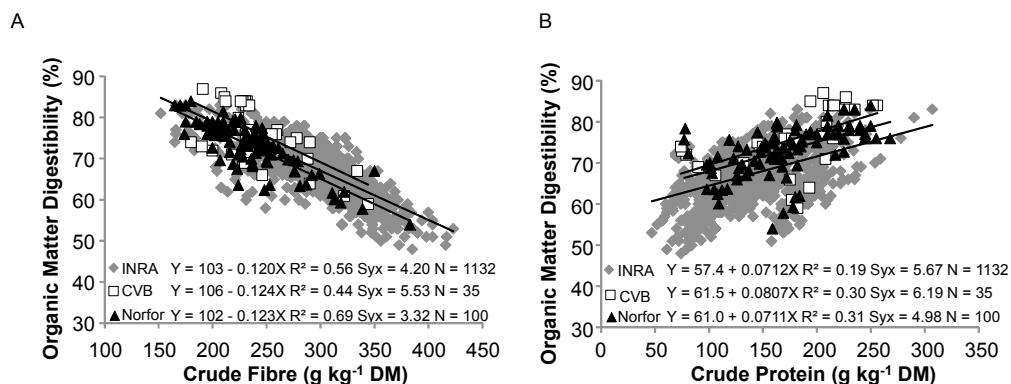 A
Organic Matter Digestibility (%)
90
80
70
60
50
40
30
INRA Y = 103 - 0.120X R² = 0.56 Syx = 4.20 N = 1132
CVB Y = 106 - 0.124X R² = 0.44 Syx = 5.53 N = 35
Norfor Y = 102 - 0.123X R² = 0.69 Syx = 3.32 N = 100
100 150 200 250 300 350 400 450
Crude Fibre (g kg⁻¹ DM)
B
Organic Matter Digestibility (%)
90
80
70
60
50
40
30
INRA Y = 57.4 + 0.0712X R² = 0.19 Syx = 5.67 N = 1132
CVB Y = 61.5 + 0.0807X R² = 0.30 Syx = 6.19 N = 35
Norfor Y = 61.0 + 0.0711X R² = 0.31 Syx = 4.98 N = 100
0 50 100 150 200 250 300 350
Crude Protein (g kg⁻¹ DM)